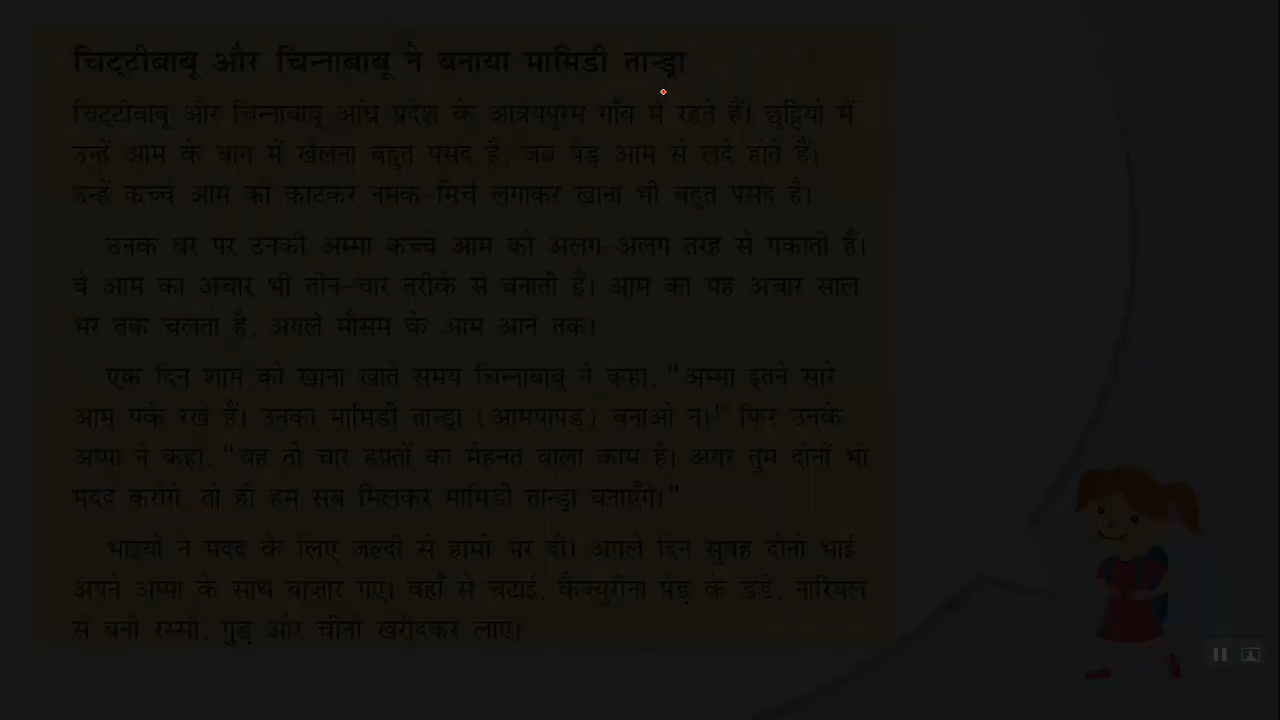 चिट्टीबाबू और चिन्नाबाबू ने बनाया मामिडी तान्ड्रा
चिट्टीबाबू और चिन्नाबाबू आंध्र प्रदेश के आत्रेयपुरम गाँव में रहते हैं। छुट्टियों में
उन्हें आम के बाग में खेलना बहुत पसंद है, जब पेड़ आम से लदे होते हैं।
उन्हें कच्चे आम को काटकर नमक-मिर्च लगाकर खाना भी बहुत पसंद है।
उनके घर पर उनकी अम्मा कच्चे आम को अलग-अलग तरह से पकाती हैं।
वे आम का अचार भी तीन-चार तरीके से बनाती हैं। आम का यह अचार साल
भर तक चलता है, अगले मौसम के आम आने तक।
एक दिन शाम को खाना खाते समय चिन्नाबाबू ने कहा, “अम्मा इतने सारे
आम पके रखे हैं। उनका मामिडी तान्ड्रा (आमपापड़) बनाओ न।” फिर उनके
अप्पा ने कहा, “यह तो चार हफ़्तों का मेहनत वाला काम है। अगर तुम दोनों भी
मदद करोगे, तो ही हम सब मिलकर मामिडी तान्ड्रा बनाएँगे।”
भाइयों ने मदद के लिए जल्दी से हामी भर दी। अगले दिन सुबह दोनों भाई
अपने अप्पा के साथ बाज़ार गए। वहाँ से चटाई, कैज्युरीना पेड़ के डंडे, नारियल
से बनी रस्सी, गुड़ और चीनी खरीदकर लाए।